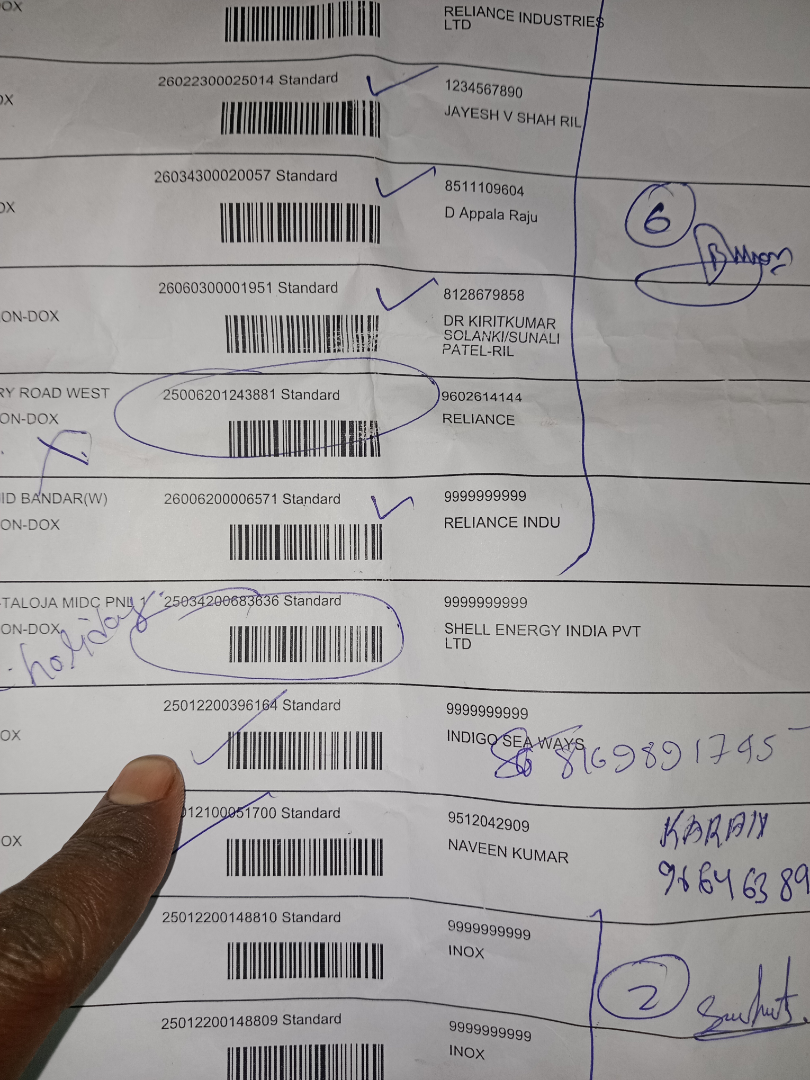 OX
RELIANCE INDUSTRIES
LTD
26022300025014 Standard
1234567890
OX
JAYESH V SHAH RIL
26034300020057 Standard
8511109604
OX
D Appala Raju
6
26060300001951 Standard
8128679858
ON-DOX
DR KIRITKUMAR
SOLANKI/SUNALI
PATEL-RIL
RY ROAD WEST
25006201243881 Standard
9602614144
ON-DOX
RELIANCE
ID BANDAR(W)
26006200006571 Standard
9999999999
ON-DOX
RELIANCE INDU
-TALOJA MIDC PNL 1
25034200683636 Standard
9999999999
ON-DOX
SHELL ENERGY INDIA PVT
LTD
holiday
25012200396164 Standard
9999999999
OX
INDIGO SEA WAYS
8169891745
012100051700 Standard
9512042909
OX
NAVEEN KUMAR
KARAN
25012200148810 Standard
9999999999
INOX
2
25012200148809 Standard
9999999999
INOX